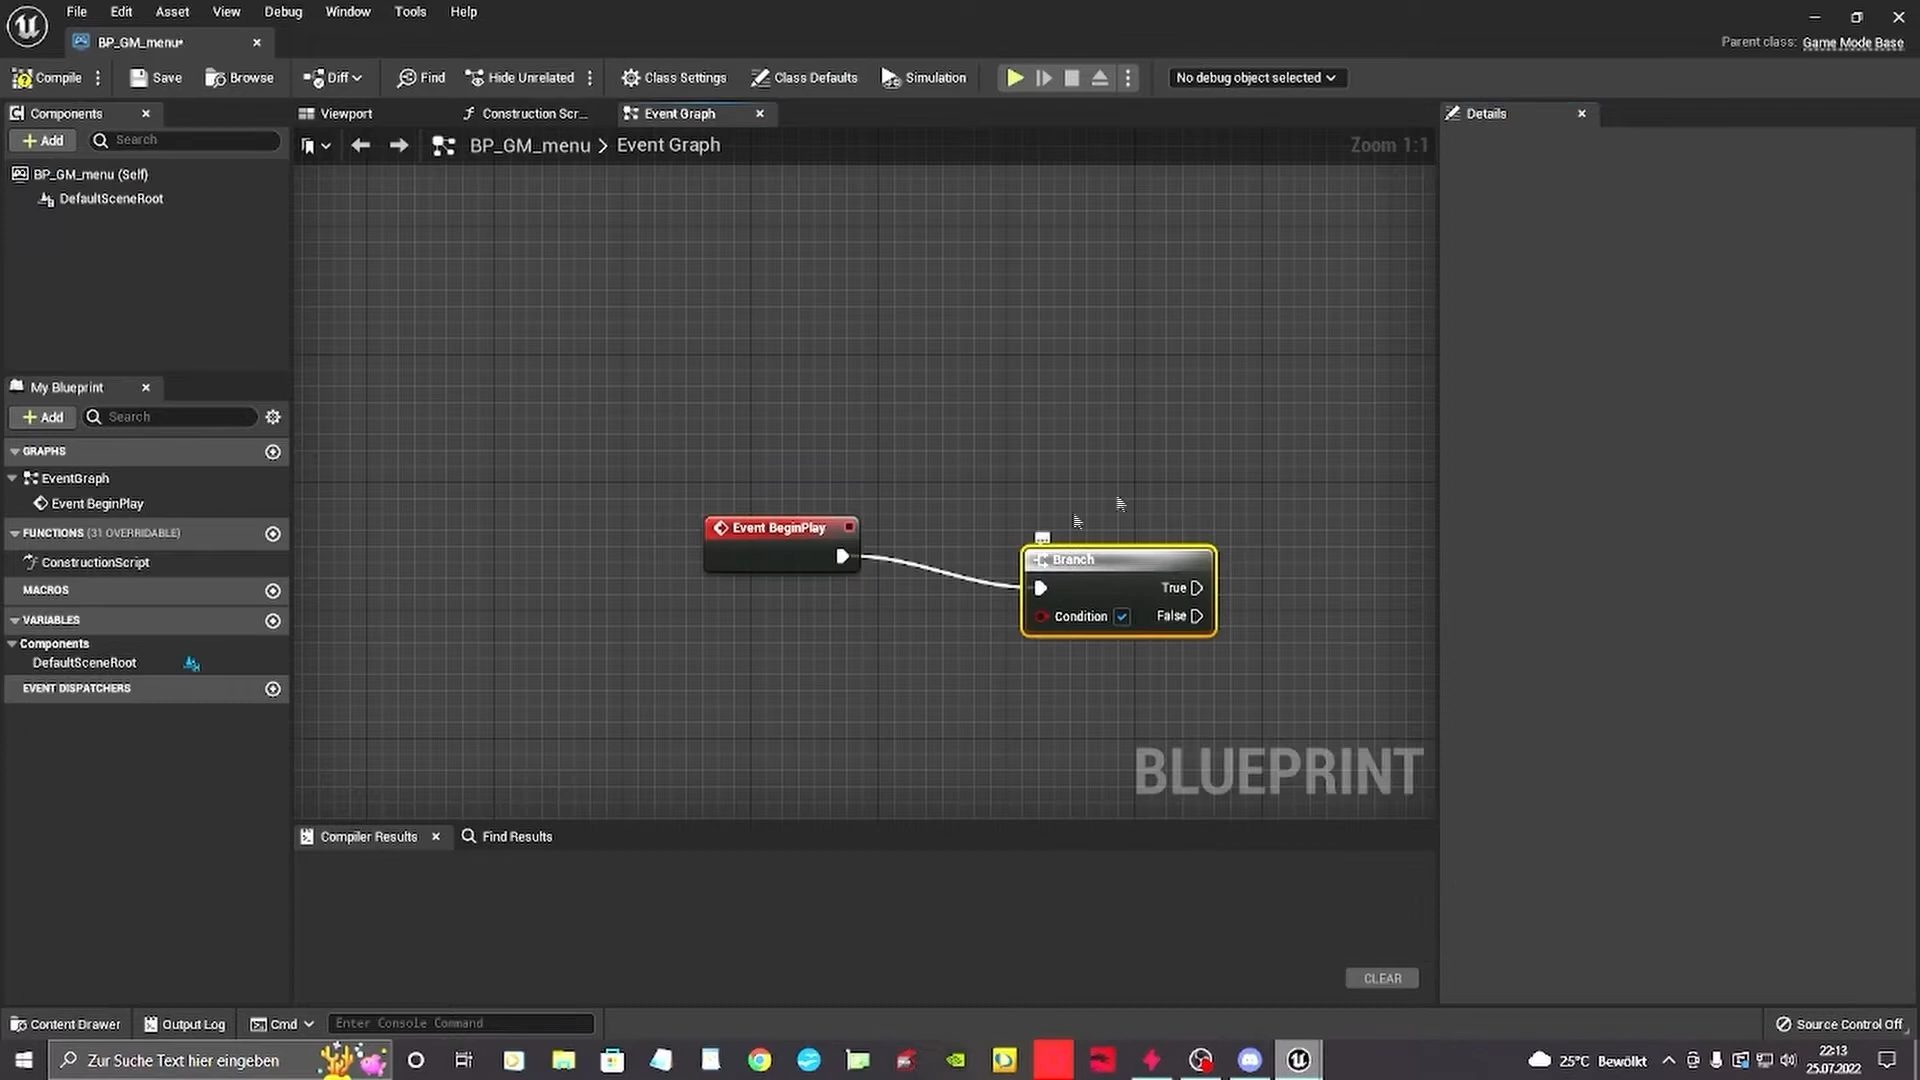 File Edit View Debug Window Tools Help
BP_GM_menu*
Parent class: Game Mode Base
Compile Save Browse Diff Find Hide Unrelated Class Settings Class Defaults Simulation No debug object selected
Components Viewport Construction Scr... Event Graph Details
Add Search
BP_GM_menu > Event Graph Zoom 1:1
BP_GM_menu (Self)
DefaultSceneRoot
My Blueprint
Add Search
GRAPHS
EventGraph
Event BeginPlay
FUNCTIONS (31 OVERRIDABLE)
ConstructionScript
MACROS
VARIABLES
Components
DefaultSceneRoot
EVENT DISPATCHERS
Event BeginPlay
Branch
True
Condition False
BLUEPRINT
Compiler Results Find Results
CLEAR
Content Drawer Output Log Cmd Enter Console Command Source Control Off
Zur Suche Text hier eingeben 25°C Bewölkt 22:13
25.07.2022